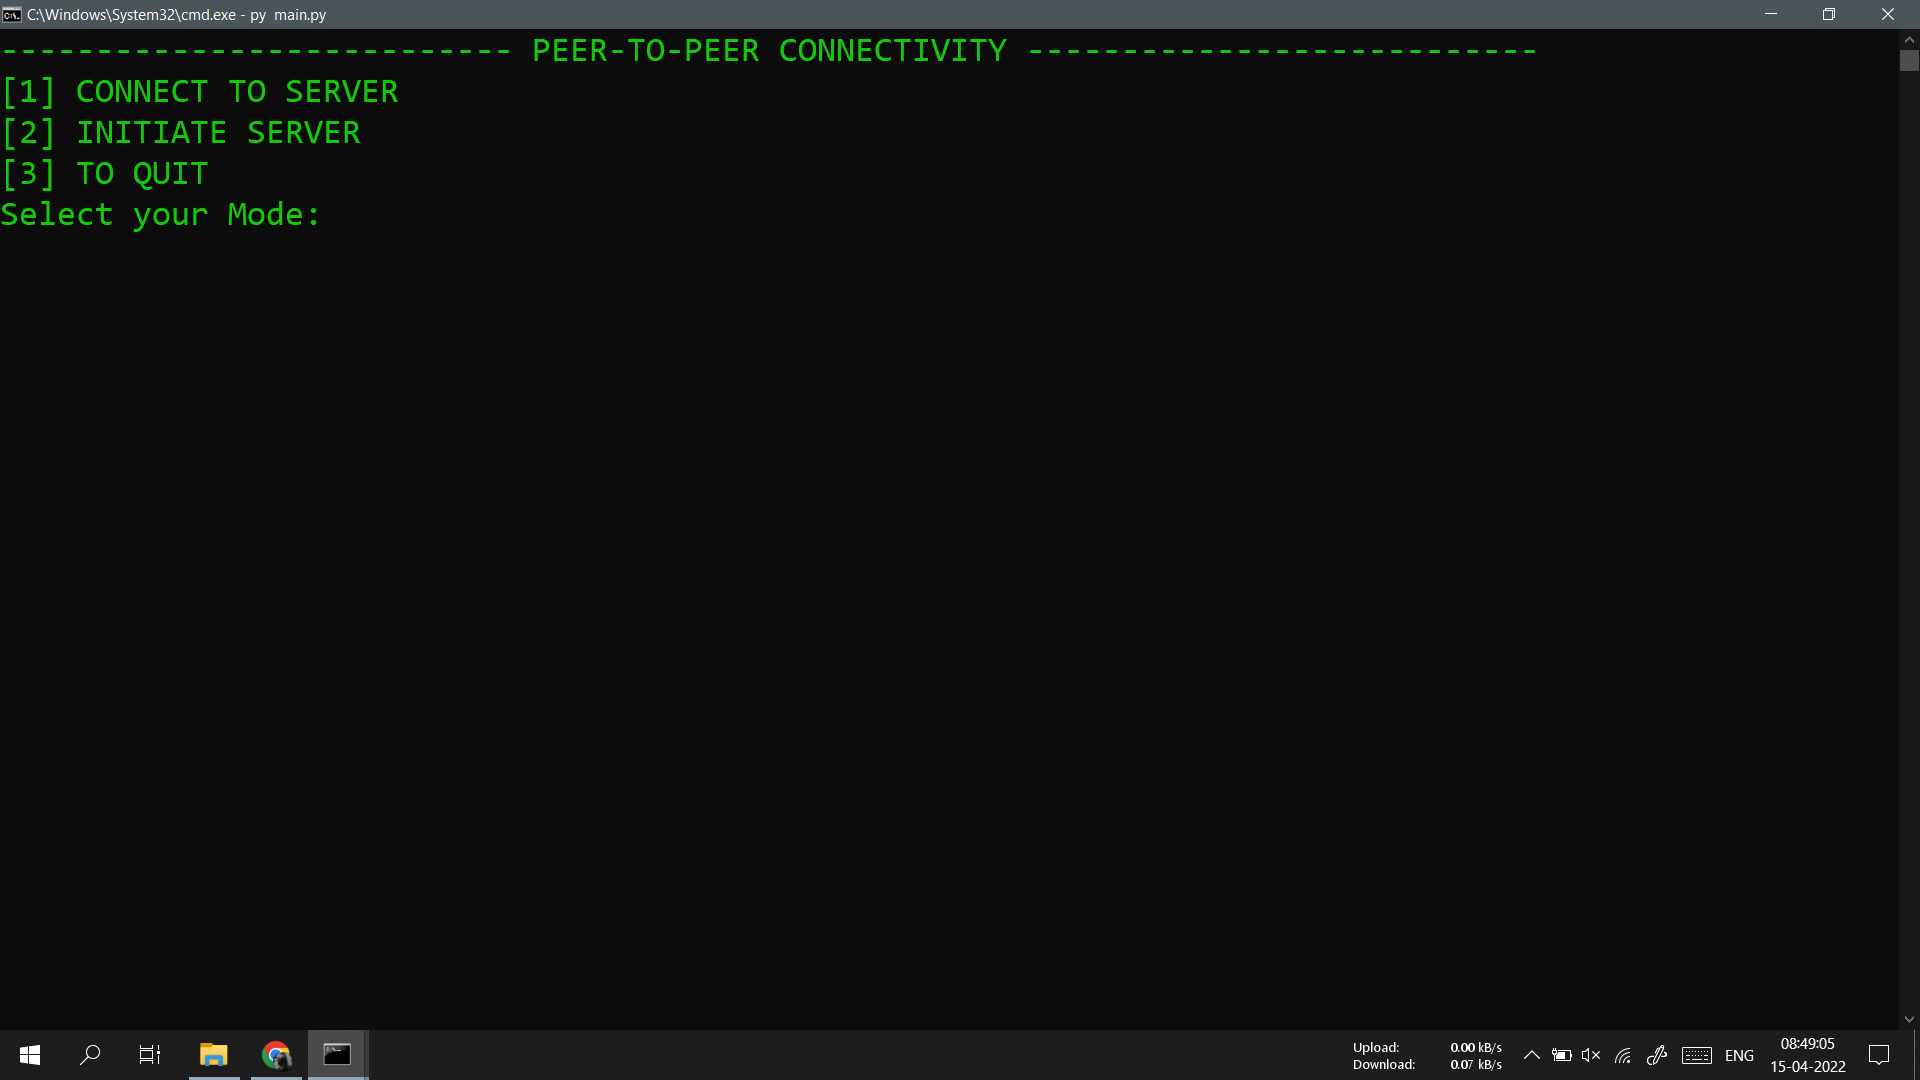 C:\Windows\System32\cmd.exe - py  main.py
--------------------------- PEER-TO-PEER CONNECTIVITY ---------------------------
[1] CONNECT TO SERVER
[2] INITIATE SERVER
[3] TO QUIT
Select your Mode:
Upload: 0.00 kB/s
Download: 0.07 kB/s
ENG
08:49:05
15-04-2022